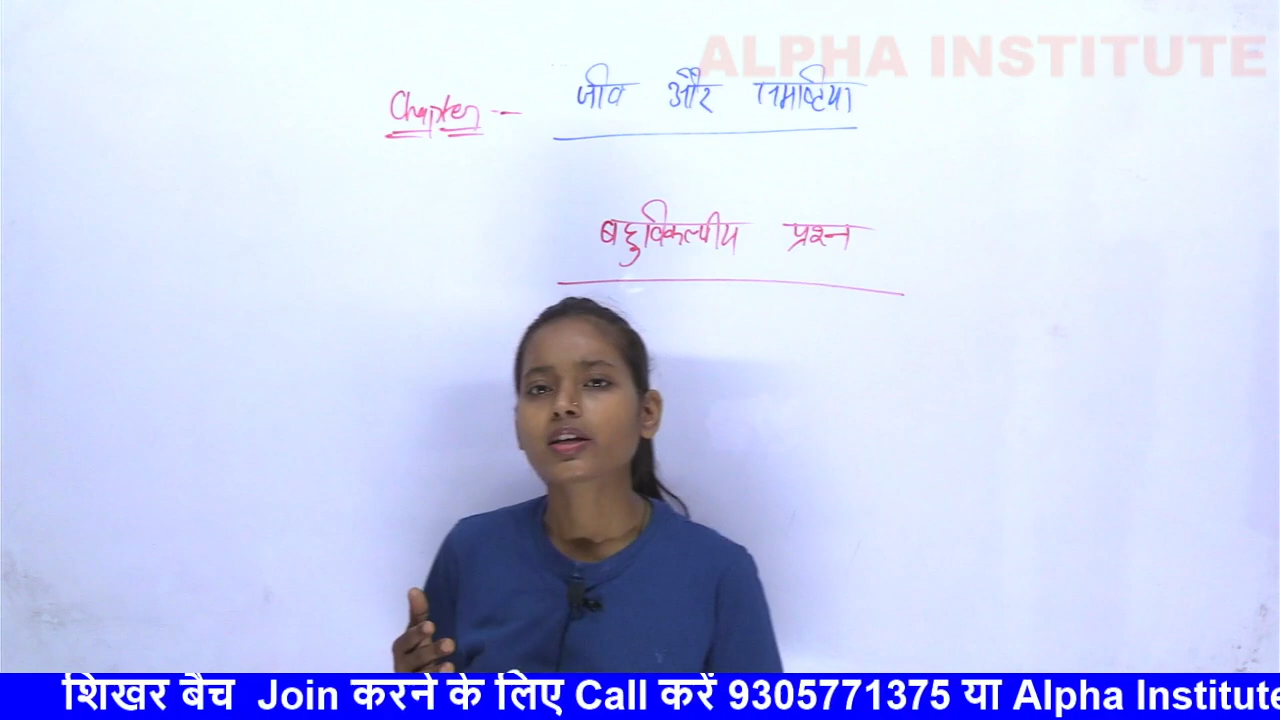 ALPHA INSTITUTE
Chapter :- जीव और समष्टिया
बहुविकल्पीय प्रश्न
शिखर बैच Join करने के लिए Call करें 9305771375 या Alpha Institute